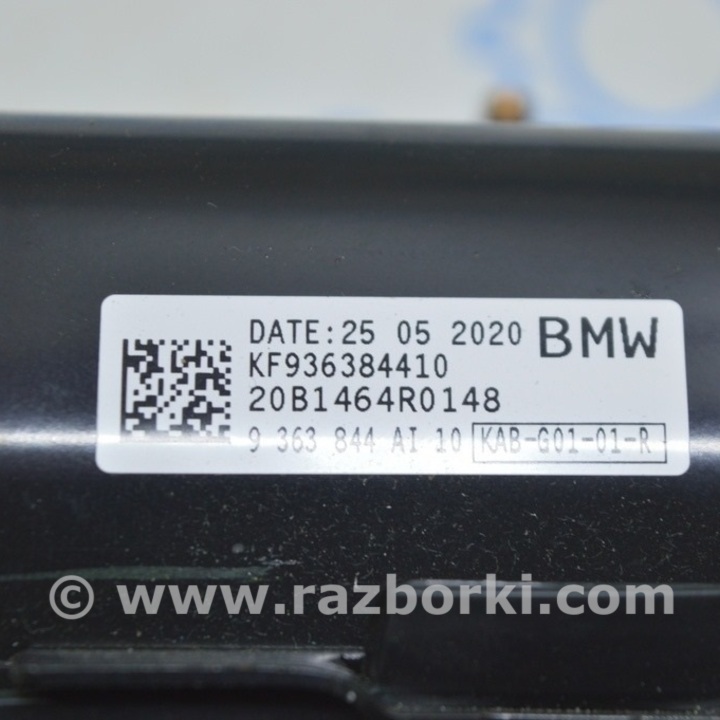 DATE: 25 05 2020 BMW
KF936384410
20B1464R0148
9 363 844 AI 10 KAB-G01-01-R
© www.razborki.com